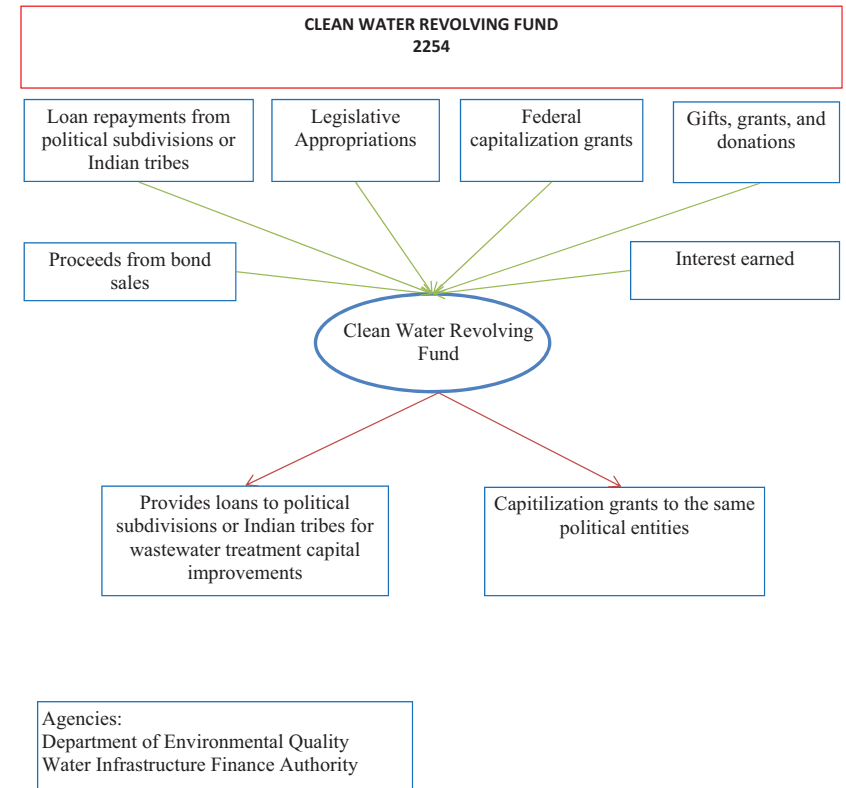 CLEAN WATER REVOLVING FUND
2254
Loan repayments from
political subdivisions or
Indian tribes
Legislative
Appropriations
Federal
capitalization grants
Gifts, grants, and
donations
Proceeds from bond
sales
Interest earned
Clean Water Revolving
Fund
Provides loans to political
subdivisions or Indian tribes for
wastewater treatment capital
improvements
Capitilization grants to the same
political entities
Agencies:
Department of Environmental Quality
Water Infrastructure Finance Authority